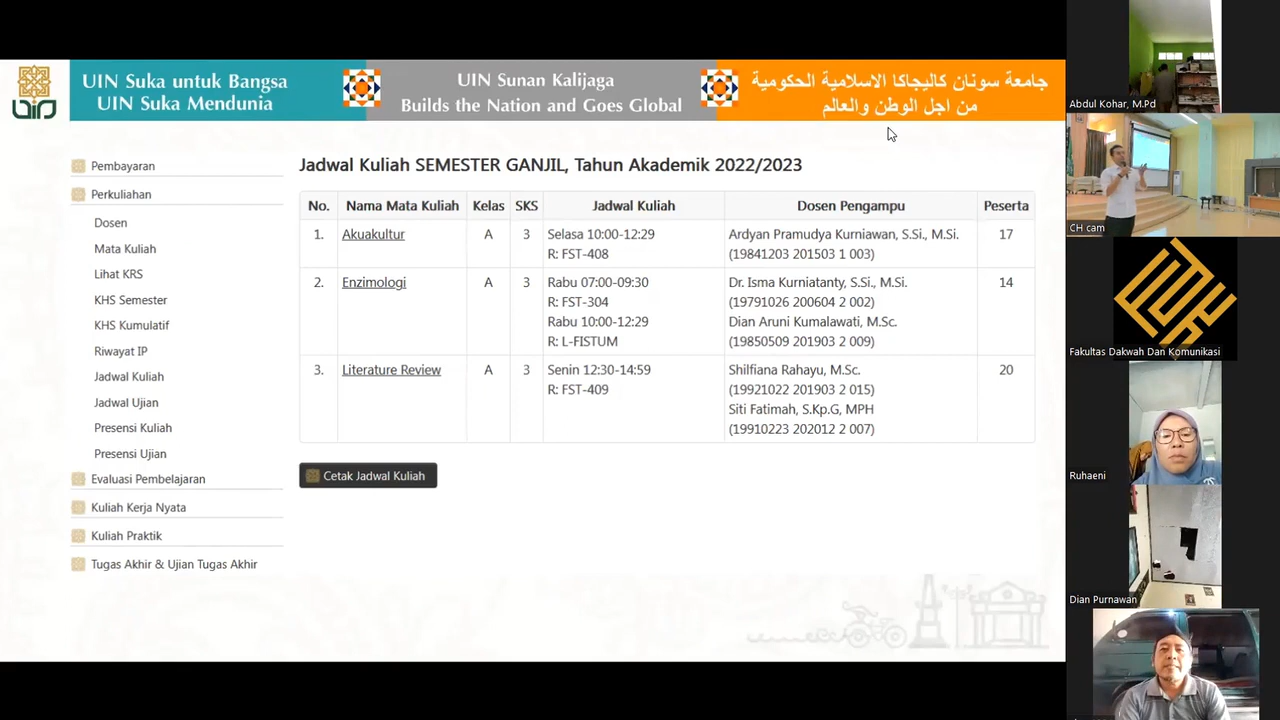 uin
UIN Suka untuk Bangsa
UIN Suka Mendunia
UIN Sunan Kalijaga
Builds the Nation and Goes Global
جامعة سونان كاليجاكا الاسلامية الحكومية
من اجل الوطن والعالم
Pembayaran
Perkuliahan
Dosen
Mata Kuliah
Lihat KRS
KHS Semester
KHS Kumulatif
Riwayat IP
Jadwal Kuliah
Jadwal Ujian
Presensi Kuliah
Presensi Ujian
Evaluasi Pembelajaran
Kuliah Kerja Nyata
Kuliah Praktik
Tugas Akhir & Ujian Tugas Akhir
Jadwal Kuliah SEMESTER GANJIL, Tahun Akademik 2022/2023
No. Nama Mata Kuliah Kelas SKS Jadwal Kuliah Dosen Pengampu Peserta
1. Akuakultur A 3 Selasa 10:00-12:29 Ardyan Pramudya Kurniawan, S.Si., M.Si. 17
R: FST-408 (19841203 201503 1 003)
2. Enzimologi A 3 Rabu 07:00-09:30 Dr. Isma Kurniatanty, S.Si., M.Si. 14
R: FST-304 (19791026 200604 2 002)
Rabu 10:00-12:29 Dian Aruni Kumalawati, M.Sc.
R: L-FISTUM (19850509 201903 2 009)
3. Literature Review A 3 Senin 12:30-14:59 Shilfiana Rahayu, M.Sc. 20
R: FST-409 (19921022 201903 2 015)
Siti Fatimah, S.Kp.G, MPH
(19910223 202012 2 007)
Cetak Jadwal Kuliah
Abdul Kohar, M.Pd
CH cam
Fakultas Dakwah Dan Komunikasi
Ruhaeni
Dian Purnawan